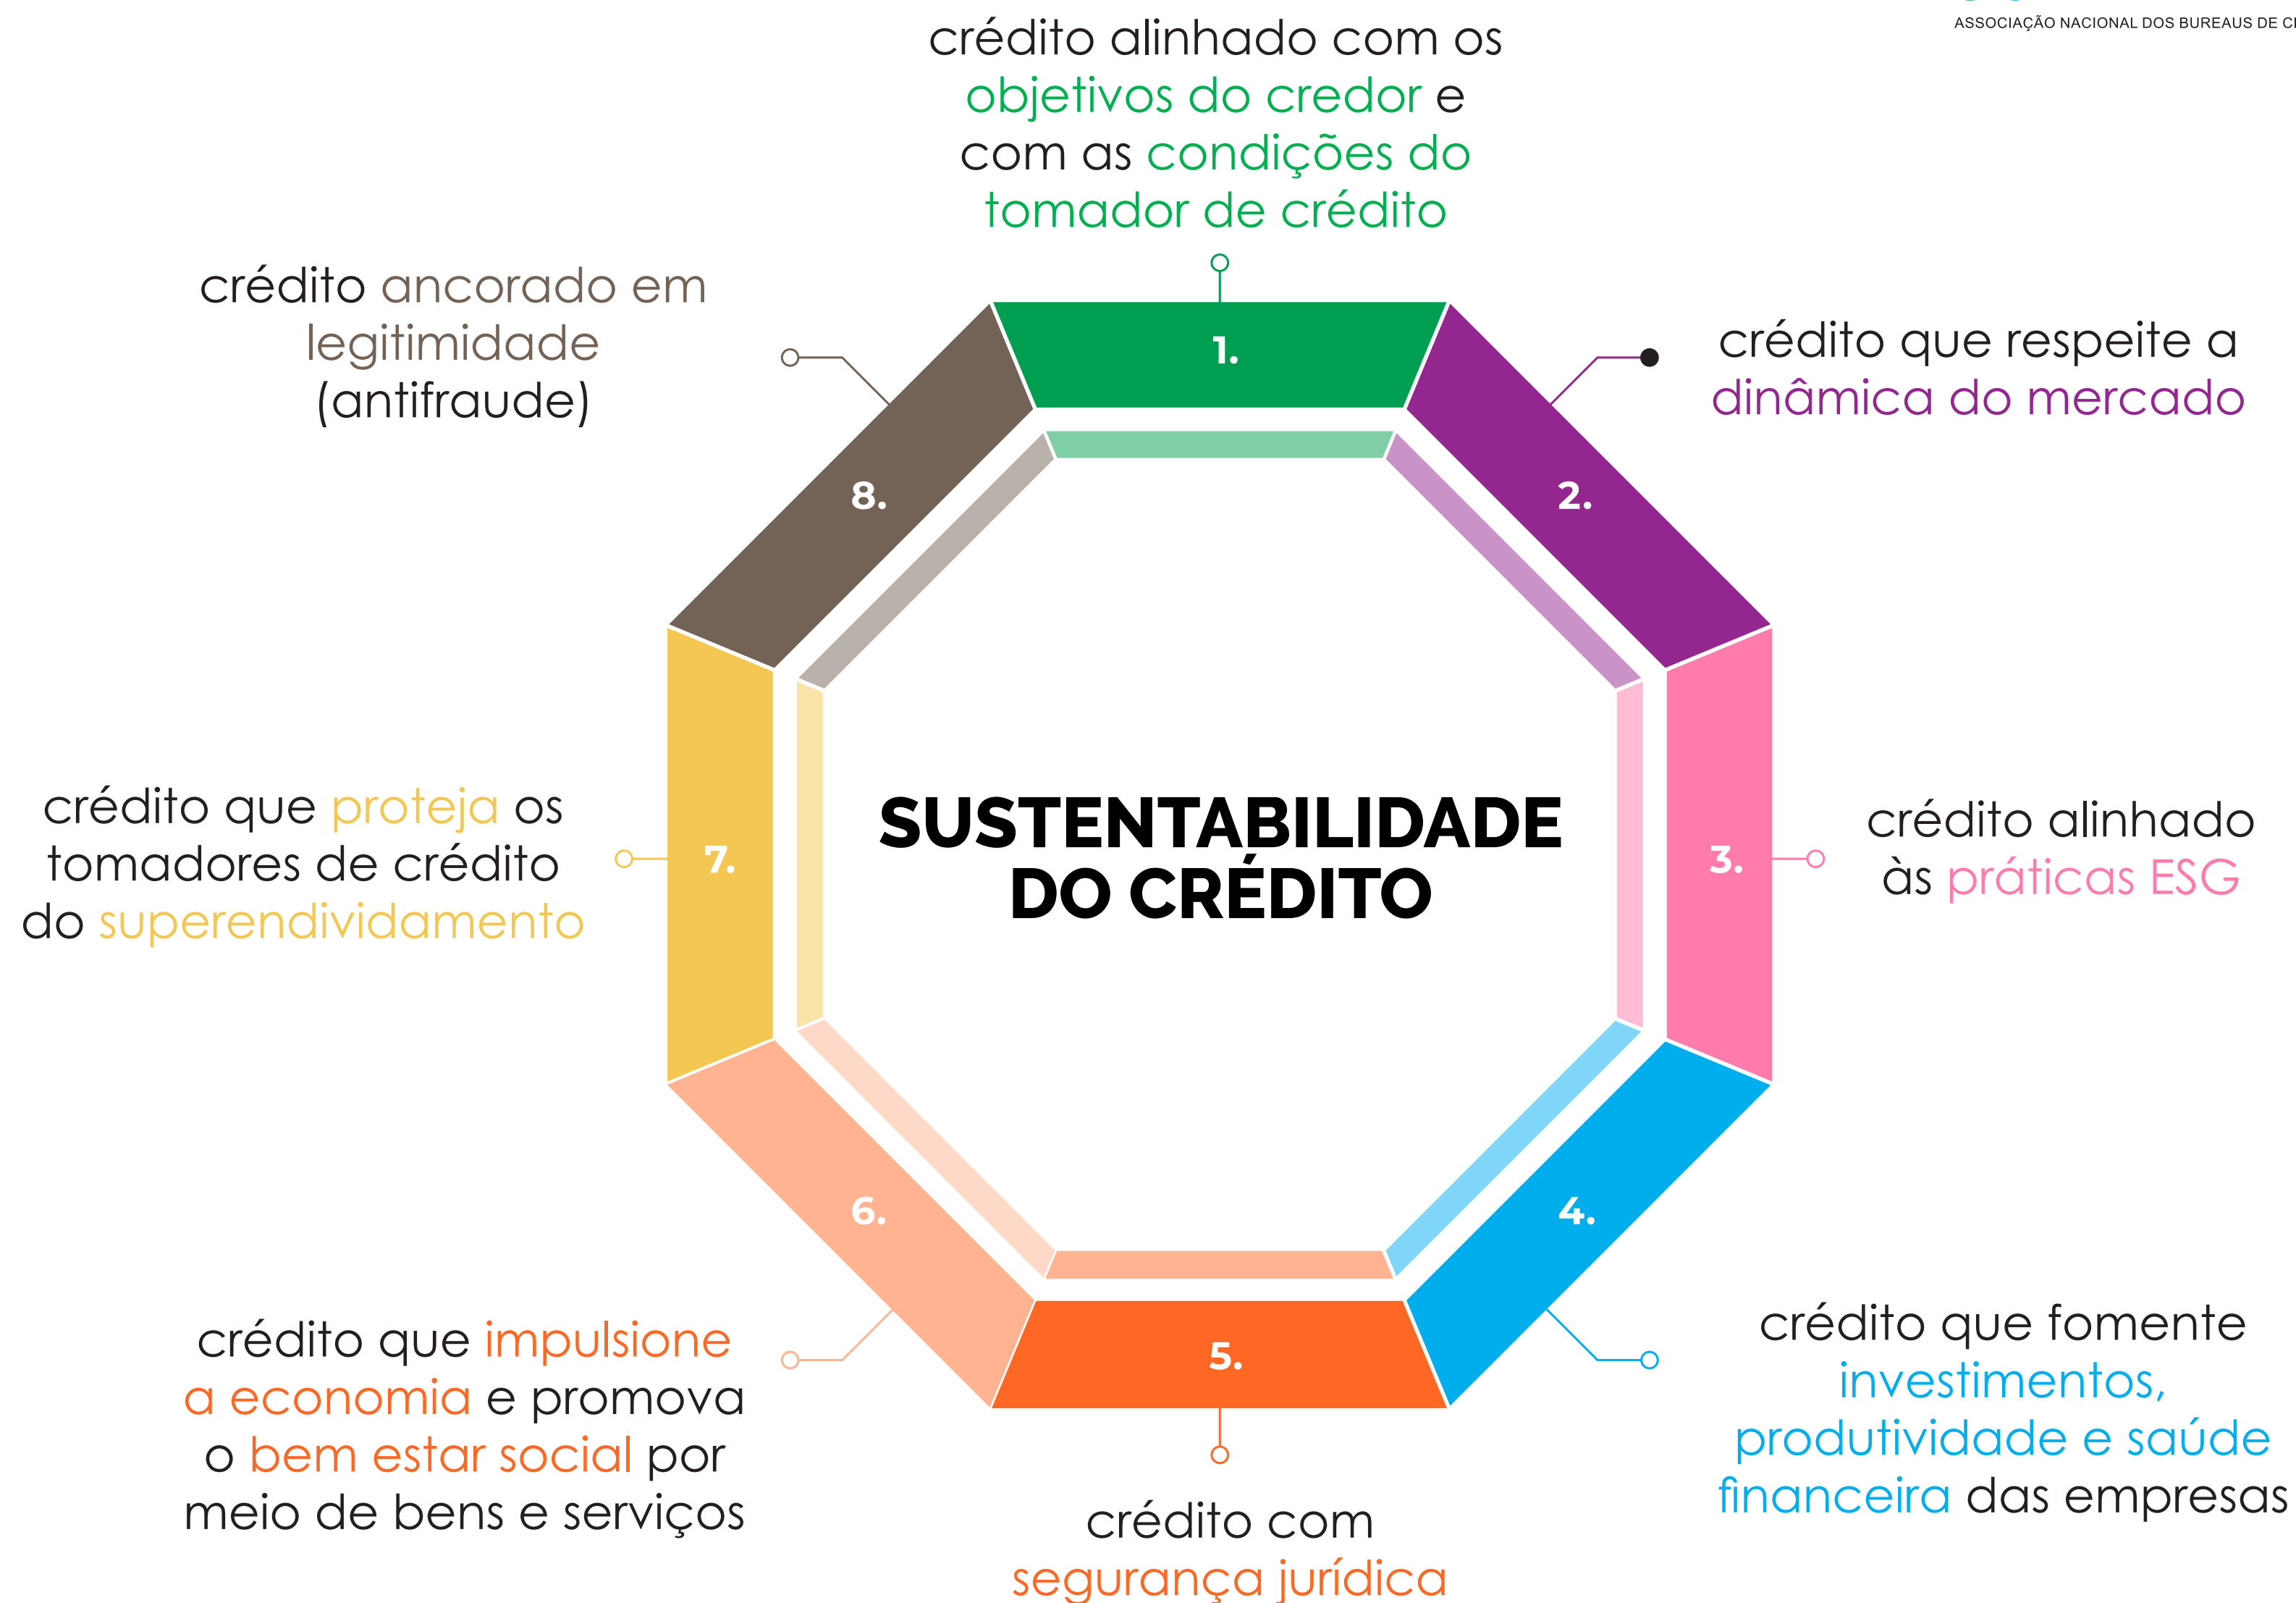 ASSOCIAÇÃO NACIONAL DOS BUREAUS DE
crédito alinhado com os
objetivos do credor e
com as condições do
tomador de crédito
1.
crédito que respeite a
dinâmica do mercado
2.
crédito alinhado
às práticas ESG
3.
crédito que fomente
investimentos,
produtividade e saúde
financeira das empresas
4.
crédito com
segurança jurídica
5.
crédito que impulsione
a economia e promova
o bem estar social por
meio de bens e serviços
6.
crédito que proteja os
tomadores de crédito
do superendividamento
7.
crédito ancorado em
legitimidade
(antifraude)
8.
SUSTENTABILIDADE
DO CRÉDITO